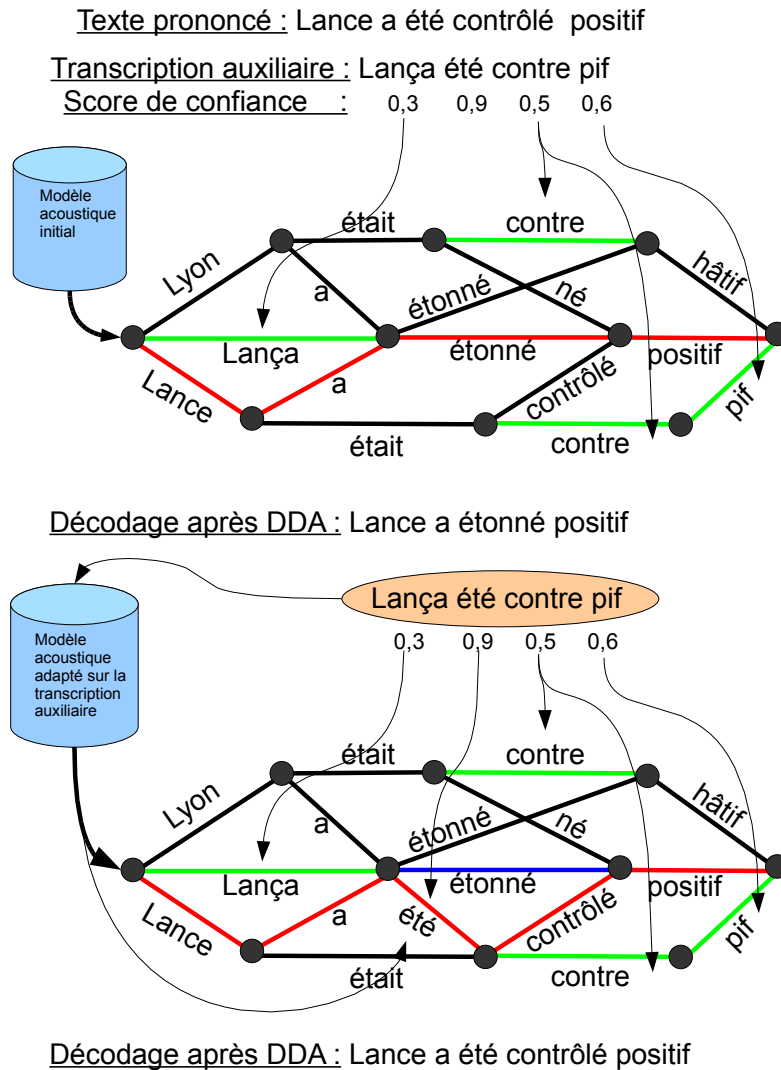 Texte prononcé : Lance a été contrôlé positif
Transcription auxiliaire : Lança été contre pif
Score de confiance : 0,3 0,9 0,5 0,6
Modèle
acoustique
initial
était contre
Lyon a étonné né hâtif
Lança étonné positif
Lance a contrôlé pif
était contre
Décodage après DDA : Lance a étonné positif
Lança été contre pif
0,3 0,9 0,5 0,6
Modèle
acoustique
adapté sur la
transcription
auxiliaire
était contre
Lyon a étonné né hâtif
Lança étonné positif
Lance a été contrôlé pif
était contre
Décodage après DDA : Lance a été contrôlé positif